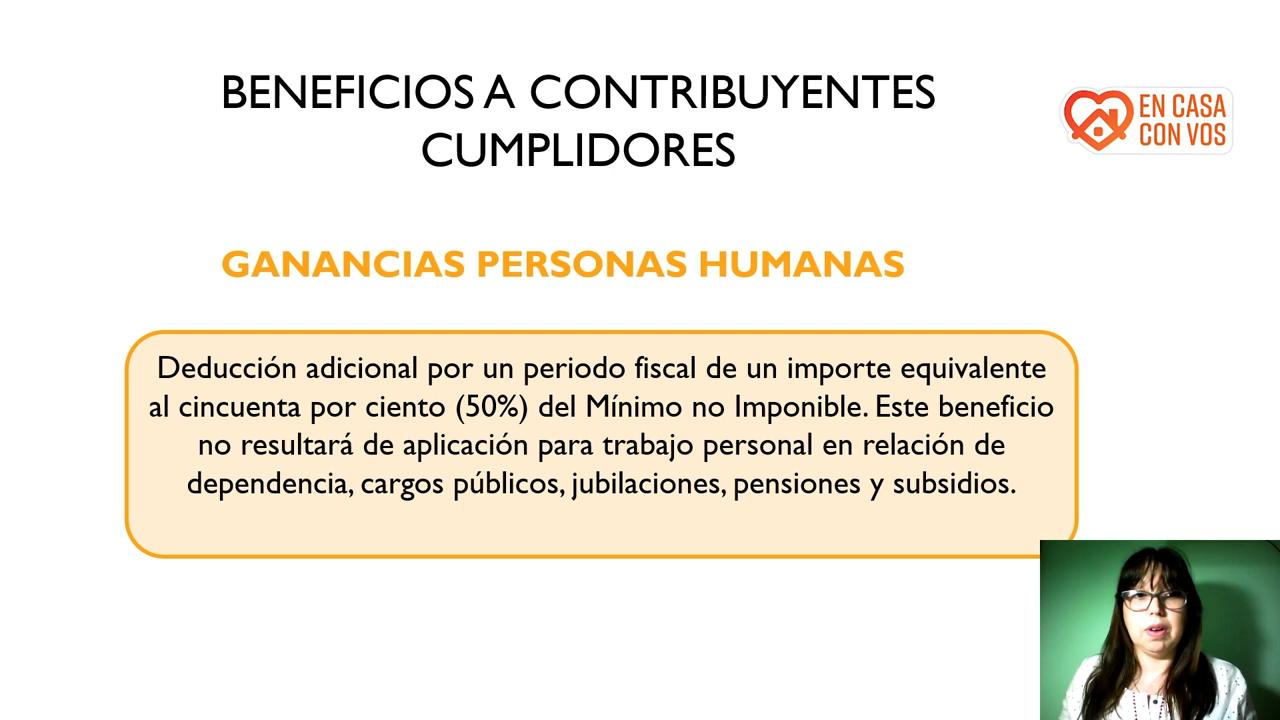 BENEFICIOS A CONTRIBUYENTES
CUMPLIDORES
EN CASA
CON VOS
GANANCIAS PERSONAS HUMANAS
Deducción adicional por un periodo fiscal de un importe equivalente
al cincuenta por ciento (50%) del Mínimo no Imponible. Este beneficio
no resultará de aplicación para trabajo personal en relación de
dependencia, cargos públicos, jubilaciones, pensiones y subsidios.